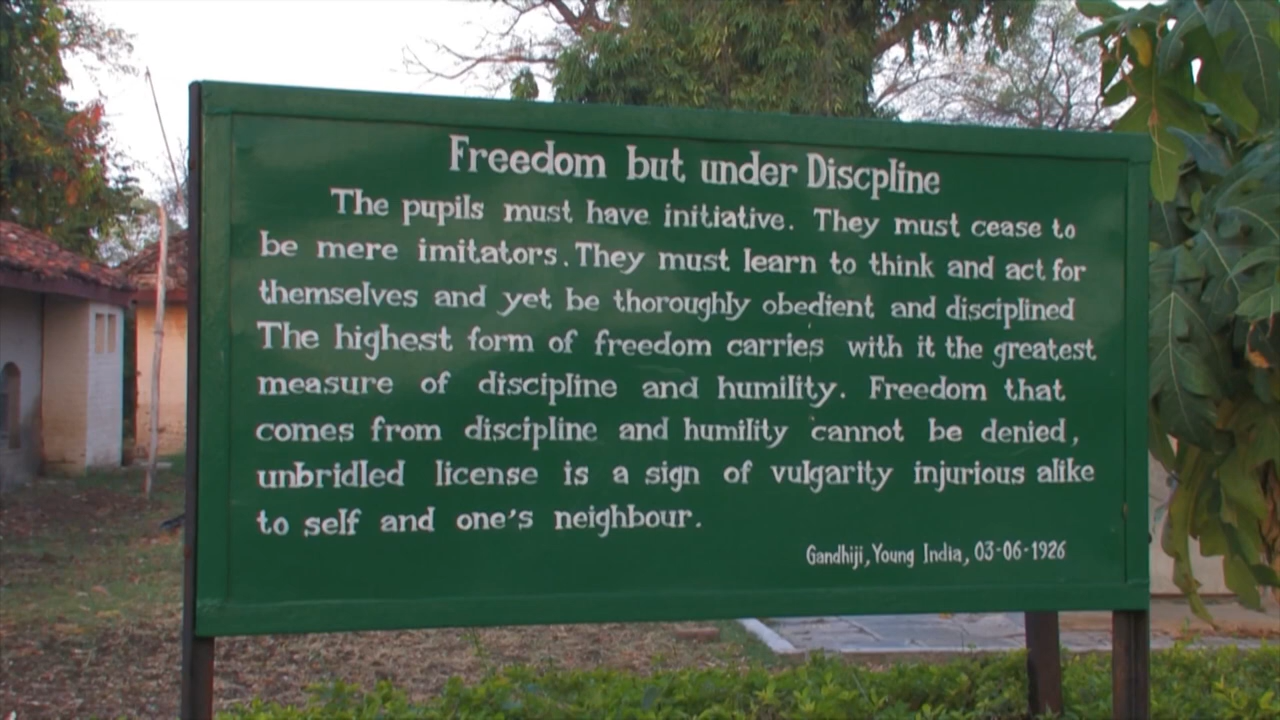 Freedom but under Discpline
The pupils must have initiative. They must cease to
be mere imitators. They must learn to think and act for
themselves and yet be thoroughly obedient and disciplined
The highest form of freedom carries with it the greatest
measure of discipline and humility. Freedom that
comes from discipline and humility cannot be denied,
unbridled license is a sign of vulgarity injurious alike
to self and one's neighbour.
Gandhiji, Young India, 03-06-1926